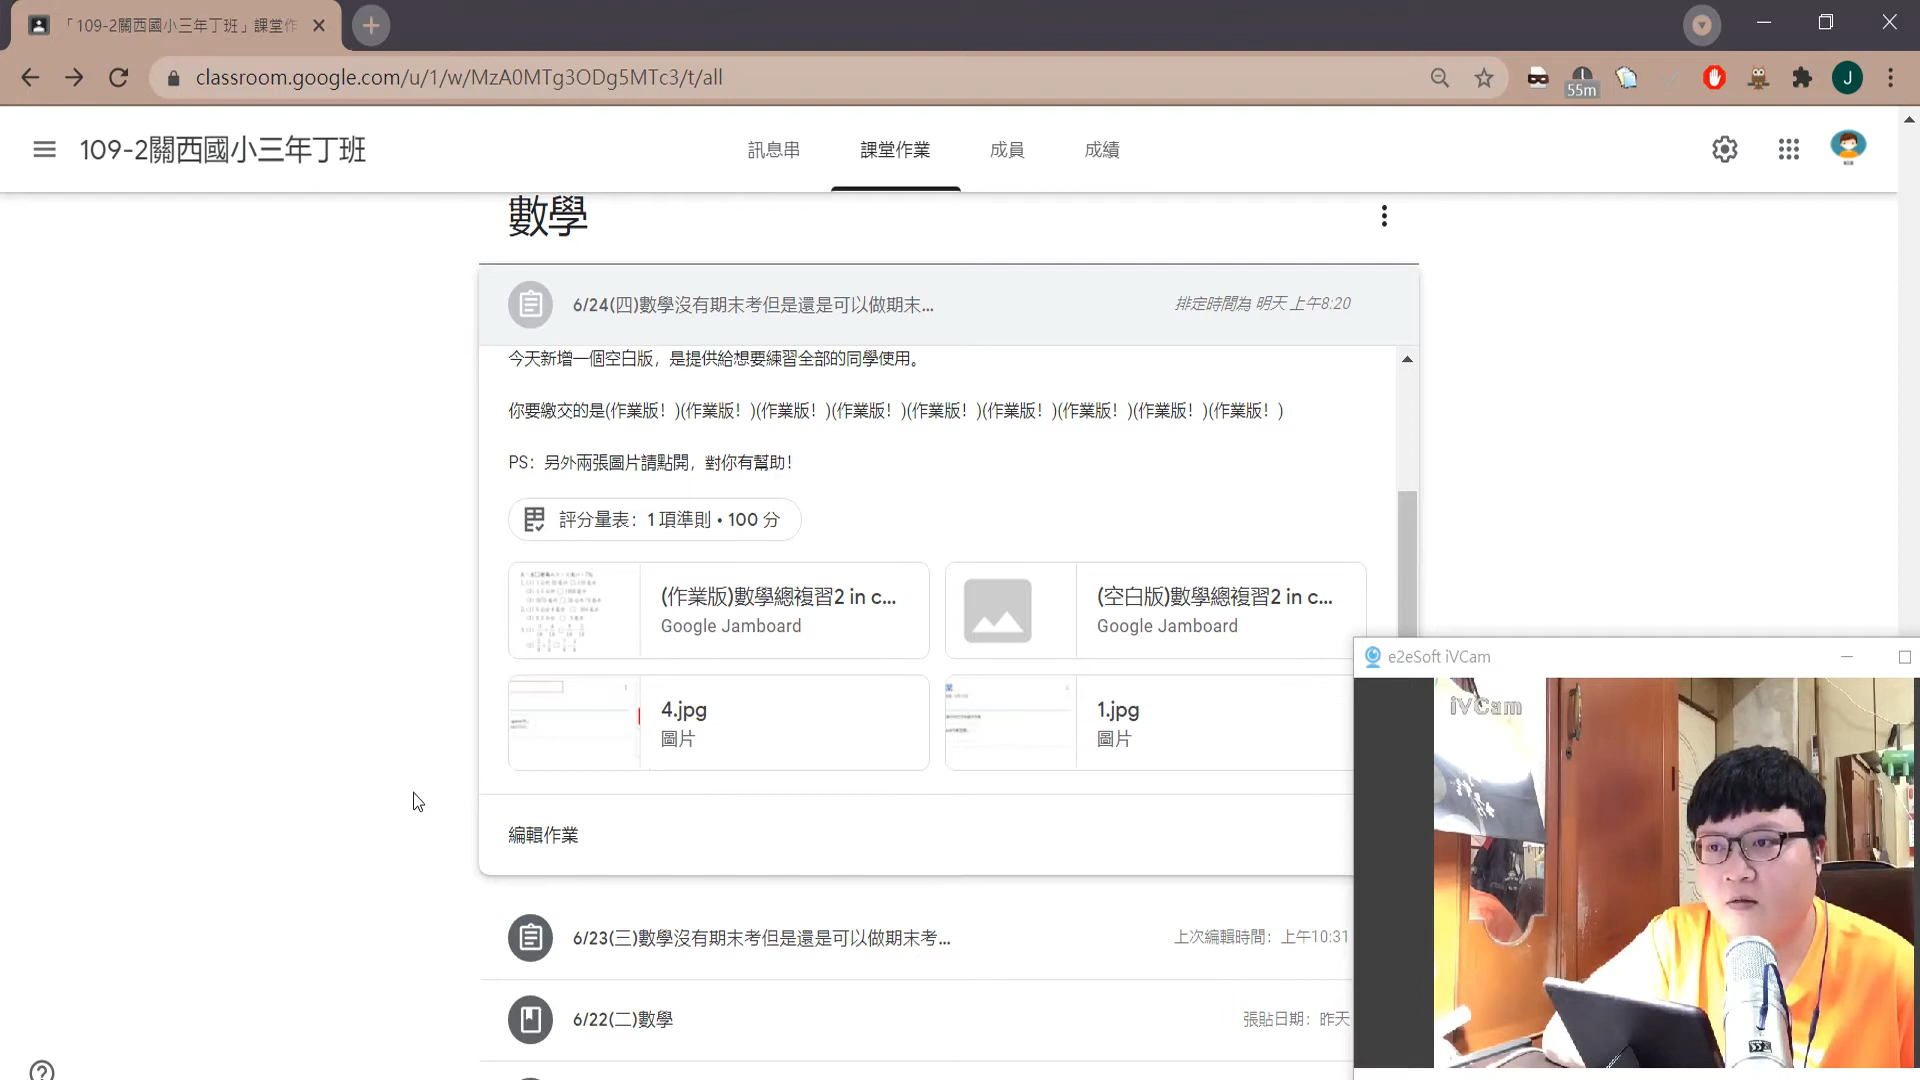 「109-2關西國小三年丁班」課堂作
classroom.google.com/u/1/w/MzA0MTg3ODg5MTc3/t/all
55m
J
109-2關西國小三年丁班
訊息串
課堂作業
成員
成績
數學
6/24(四)數學沒有期末考但是還是可以做期末...
排定時間為 明天 上午8:20
今天新增一個空白版，是提供給想要練習全部的同學使用。
你要繳交的是(作業版！)(作業版！)(作業版！)(作業版！)(作業版！)(作業版！)(作業版！)(作業版！)(作業版！)
PS：另外兩張圖片請點開，對你有幫助！
評分量表：1 項準則 • 100 分
(作業版)數學總複習2 in c...
Google Jamboard
(空白版)數學總複習2 in c...
Google Jamboard
4.jpg
圖片
1.jpg
圖片
編輯作業
6/23(三)數學沒有期末考但是還是可以做期末考...
上次編輯時間：上午10:31
6/22(二)數學
張貼日期：昨天
e2eSoft iVCam
iVCam